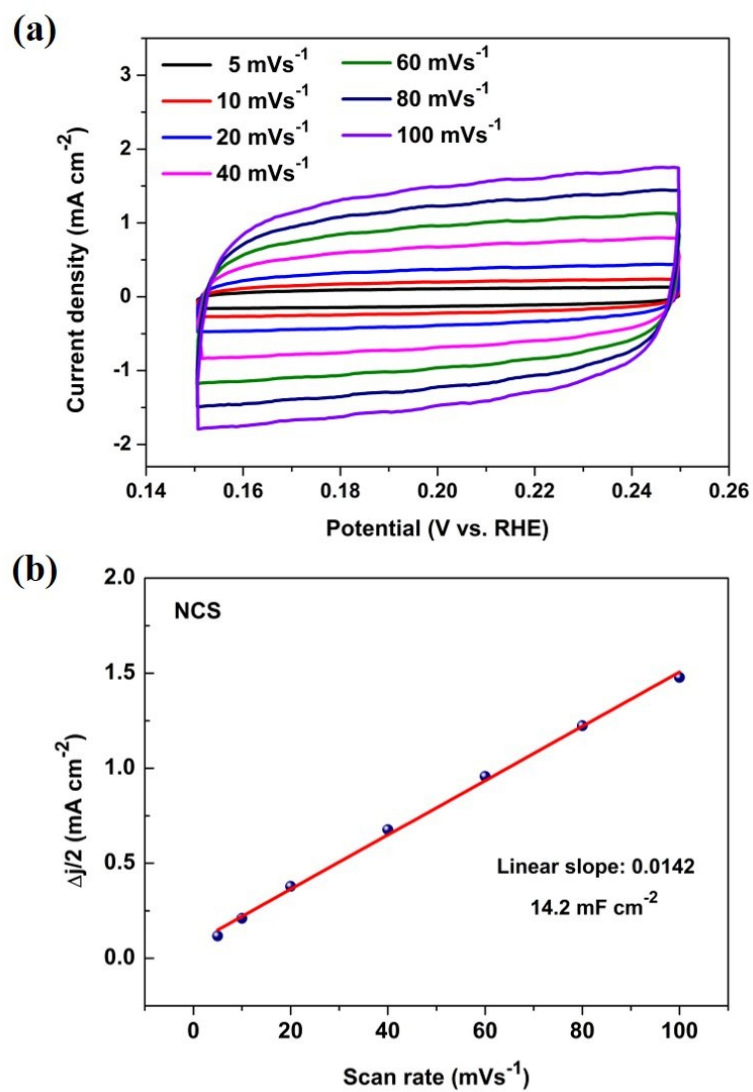 (a)
5 mVs⁻¹
10 mVs⁻¹
20 mVs⁻¹
40 mVs⁻¹
60 mVs⁻¹
80 mVs⁻¹
100 mVs⁻¹
3
2
1
0
-1
-2
Current density (mA cm⁻²)
0.14 0.16 0.18 0.20 0.22 0.24 0.26
Potential (V vs. RHE)
(b)
NCS
2.0
1.5
1.0
0.5
0.0
Δj/2 (mA cm⁻²)
Linear slope: 0.0142
14.2 mF cm⁻²
0 20 40 60 80 100
Scan rate (mVs⁻¹)